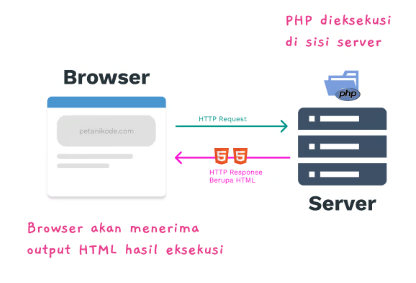 PHP dieksekusi
di sisi server
Browser
php
petanikode.com
HTTP Request
HTTP Response
Berupa HTML
Server
Browser akan menerima
output HTML hasil eksekusi